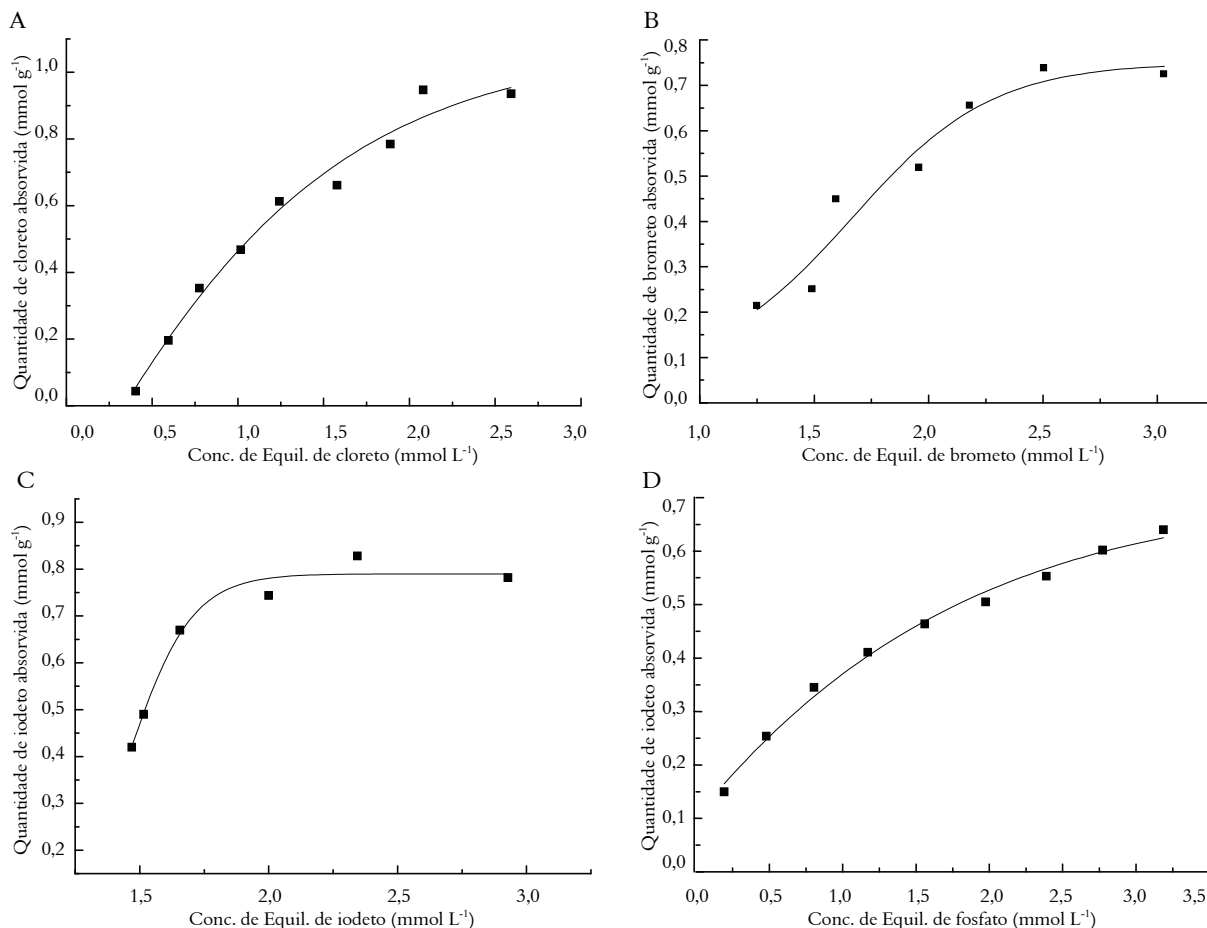 A
Quantidade de cloreto absorvida (mmol g⁻¹)
1,0
0,8
0,6
0,4
0,2
0,0
0,0 0,5 1,0 1,5 2,0 2,5 3,0
Conc. de Equil. de cloreto (mmol L⁻¹)
B
Quantidade de brometo absorvida (mmol g⁻¹)
0,8
0,7
0,6
0,5
0,4
0,3
0,2
0,1
0,0
1,0 1,5 2,0 2,5 3,0
Conc. de Equil. de brometo (mmol L⁻¹)
C
Quantidade de iodeto absorvida (mmol g⁻¹)
0,9
0,8
0,7
0,6
0,5
0,4
0,3
0,2
1,5 2,0 2,5 3,0
Conc. de Equil. de iodeto (mmol L⁻¹)
D
Quantidade de iodeto absorvida (mmol g⁻¹)
0,7
0,6
0,5
0,4
0,3
0,2
0,1
0,0
0,0 0,5 1,0 1,5 2,0 2,5 3,0 3,5
Conc. de Equil. de fosfato (mmol L⁻¹)